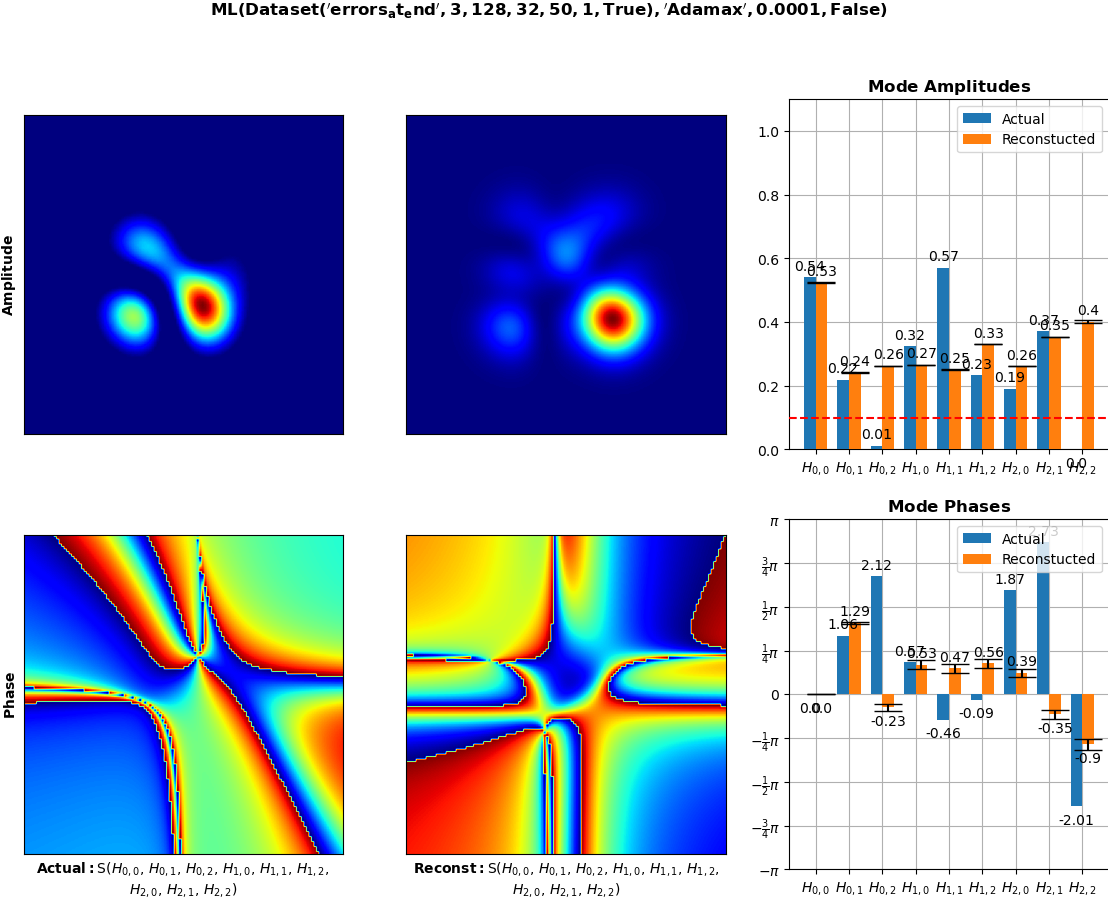 ML(Dataset('errors_at_end', 3, 128, 32, 50, 1, True), 'Adamax', 0.0001, False)
Mode Amplitudes
Actual
Reconstucted
1.0
0.8
0.6
0.4
0.2
0.0
0.54
0.53
0.22
0.24
0.01
0.26
0.32
0.27
0.57
0.25
0.23
0.33
0.19
0.26
0.37
0.35
0.0
0.4
H0,0 H0,1 H0,2 H1,0 H1,1 H1,2 H2,0 H2,1 H2,2
Amplitude
Mode Phases
Actual
Reconstucted
π
3/4π
1/2π
1/4π
0
−1/4π
−1/2π
−3/4π
−π
0.0
0.0
1.06
1.29
2.12
-0.23
0.57
0.53
-0.46
0.47
-0.09
0.56
1.87
0.39
2.73
-0.35
-2.01
-0.9
H0,0 H0,1 H0,2 H1,0 H1,1 H1,2 H2,0 H2,1 H2,2
Phase
Actual: S(H0,0, H0,1, H0,2, H1,0, H1,1, H1,2,
H2,0, H2,1, H2,2)
Reconst: S(H0,0, H0,1, H0,2, H1,0, H1,1, H1,2,
H2,0, H2,1, H2,2)